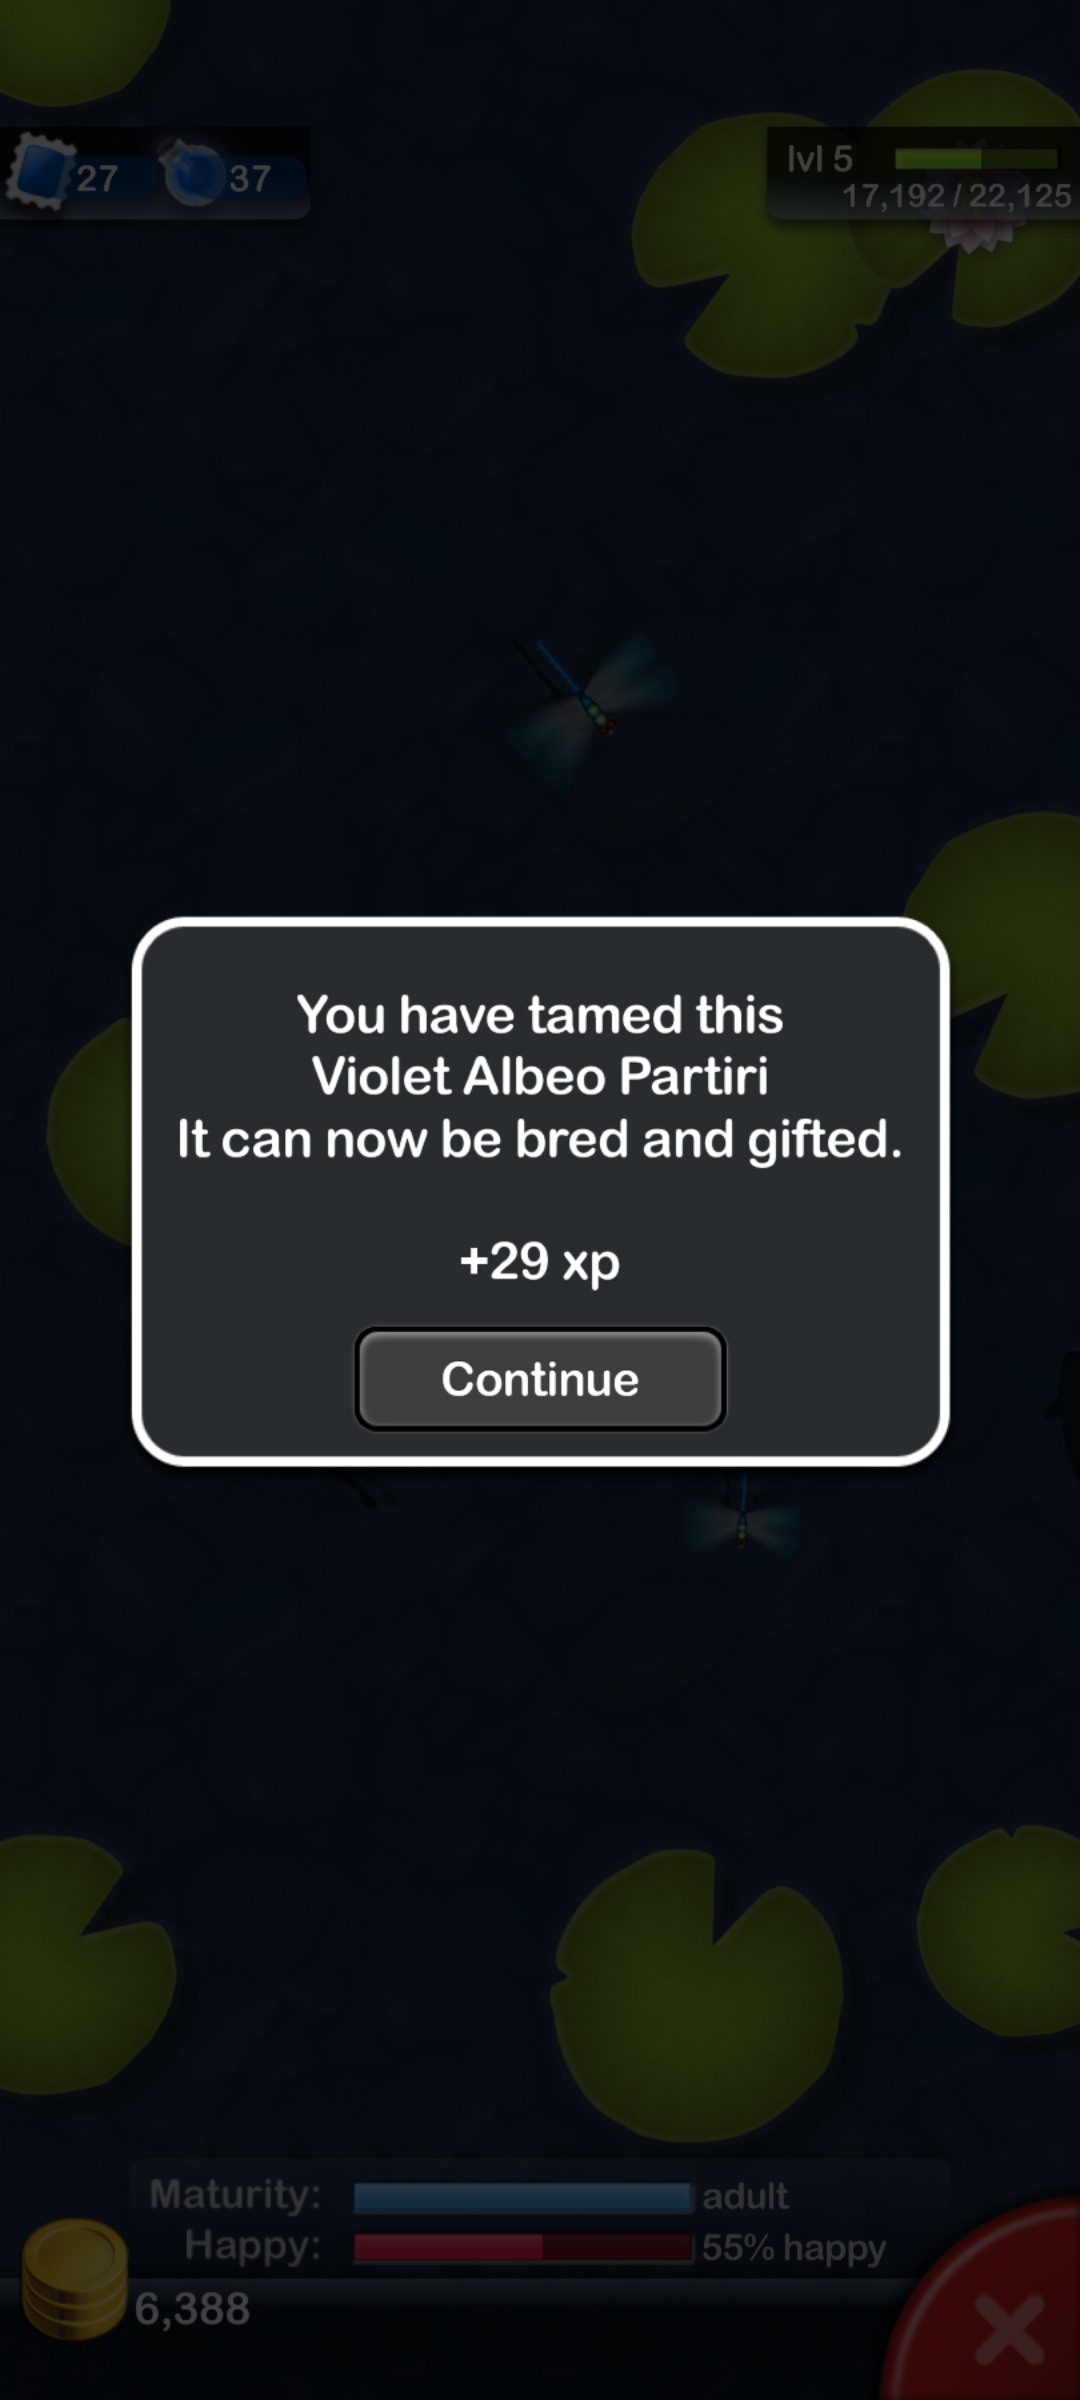 27
37
lvl 5
17,192 / 22,125
You have tamed this
Violet Albeo Partiri
It can now be bred and gifted.
+29 xp
Continue
Maturity: adult
Happy: 55% happy
6,388